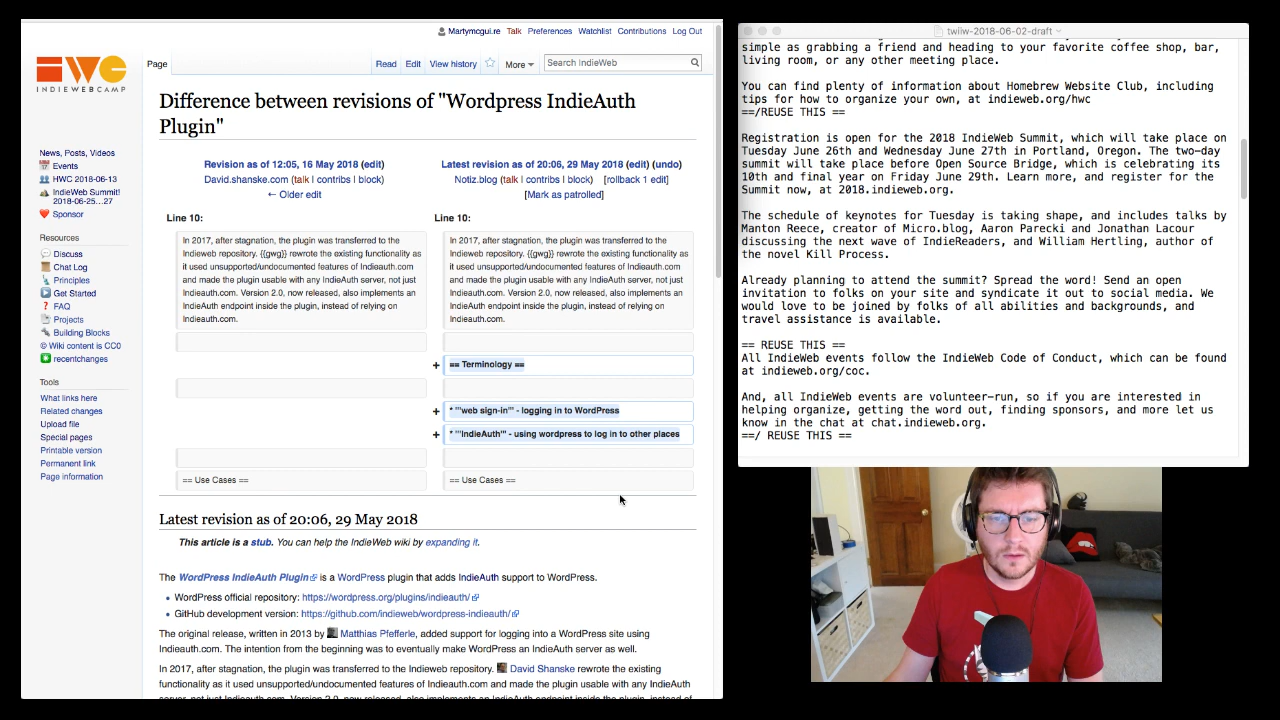 Martymcgui.re Talk Preferences Watchlist Contributions Log Out
IWC
INDIEWEBCAMP
Page
Read Edit View history More Search IndieWeb
Difference between revisions of "Wordpress IndieAuth
Plugin"
News, Posts, Videos
Events
HWC 2018-06-13
IndieWeb Summit!
2018-06-25…27
Sponsor
Resources
Discuss
Chat Log
Principles
Get Started
FAQ
Projects
Building Blocks
© Wiki content is CC0
recentchanges
Tools
What links here
Related changes
Upload file
Special pages
Printable version
Permanent link
Page information
Revision as of 12:05, 16 May 2018 (edit)
David.shanske.com (talk | contribs | block)
← Older edit
Latest revision as of 20:06, 29 May 2018 (edit) (undo)
Notiz.blog (talk | contribs | block) [rollback 1 edit]
[Mark as patrolled]
Line 10:
In 2017, after stagnation, the plugin was transferred to the
Indieweb repository. {{gwg}} rewrote the existing functionality as
it used unsupported/undocumented features of Indieauth.com
and made the plugin usable with any IndieAuth server, not just
Indieauth.com. Version 2.0, now released, also implements an
IndieAuth endpoint inside the plugin, instead of relying on
Indieauth.com.
== Use Cases ==
Line 10:
In 2017, after stagnation, the plugin was transferred to the
Indieweb repository. {{gwg}} rewrote the existing functionality as
it used unsupported/undocumented features of Indieauth.com
and made the plugin usable with any IndieAuth server, not just
Indieauth.com. Version 2.0, now released, also implements an
IndieAuth endpoint inside the plugin, instead of relying on
Indieauth.com.
+ == Terminology ==
+ * '''web sign-in''' - logging in to WordPress
+ * '''IndieAuth''' - using wordpress to log in to other places
== Use Cases ==
Latest revision as of 20:06, 29 May 2018
This article is a stub. You can help the IndieWeb wiki by expanding it.
The WordPress IndieAuth Plugin is a WordPress plugin that adds IndieAuth support to WordPress.
• WordPress official repository: https://wordpress.org/plugins/indieauth/
• GitHub development version: https://github.com/indieweb/wordpress-indieauth/
The original release, written in 2013 by Matthias Pfefferle, added support for logging into a WordPress site using
Indieauth.com. The intention from the beginning was to eventually make WordPress an IndieAuth server as well.
In 2017, after stagnation, the plugin was transferred to the Indieweb repository. David Shanske rewrote the existing
functionality as it used unsupported/undocumented features of Indieauth.com and made the plugin usable with any IndieAuth
server, not just Indieauth.com. Version 2.0, now released, also implements an IndieAuth endpoint inside the plugin, instead of
twiiw-2018-06-02-draft
simple as grabbing a friend and heading to your favorite coffee shop, bar,
living room, or any other meeting place.
You can find plenty of information about Homebrew Website Club, including
tips for how to organize your own, at indieweb.org/hwc
==/REUSE THIS ==
Registration is open for the 2018 IndieWeb Summit, which will take place on
Tuesday June 26th and Wednesday June 27th in Portland, Oregon. The two-day
summit will take place before Open Source Bridge, which is celebrating its
10th and final year on Friday June 29th. Learn more, and register for the
Summit now, at 2018.indieweb.org.
The schedule of keynotes for Tuesday is taking shape, and includes talks by
Manton Reece, creator of Micro.blog, Aaron Parecki and Jonathan Lacour
discussing the next wave of IndieReaders, and William Hertling, author of
the novel Kill Process.
Already planning to attend the summit? Spread the word! Send an open
invitation to folks on your site and syndicate it out to social media. We
would love to be joined by folks of all abilities and backgrounds, and
travel assistance is available.
== REUSE THIS ==
All IndieWeb events follow the IndieWeb Code of Conduct, which can be found
at indieweb.org/coc.
And, all IndieWeb events are volunteer-run, so if you are interested in
helping organize, getting the word out, finding sponsors, and more let us
know in the chat at chat.indieweb.org.
==/ REUSE THIS ==